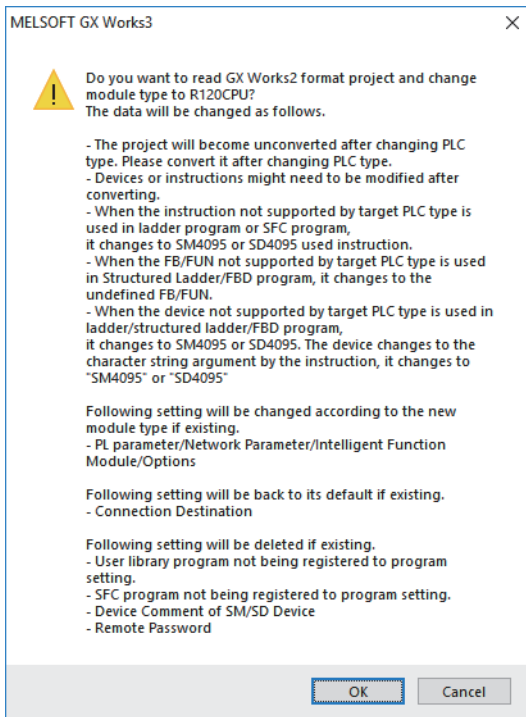 MELSOFT GX Works3
Do you want to read GX Works2 format project and change
module type to R120CPU?
The data will be changed as follows.
- The project will become unconverted after changing PLC
type. Please convert it after changing PLC type.
- Devices or instructions might need to be modified after
converting.
- When the instruction not supported by target PLC type is
used in ladder program or SFC program,
it changes to SM4095 or SD4095 used instruction.
- When the FB/FUN not supported by target PLC type is used
in Structured Ladder/FBD program, it changes to the
undefined FB/FUN.
- When the device not supported by target PLC type is used in
ladder/structured ladder/FBD program,
it changes to SM4095 or SD4095. The device changes to the
character string argument by the instruction, it changes to
"SM4095" or "SD4095"
Following setting will be changed according to the new
module type if existing.
- PL parameter/Network Parameter/Intelligent Function
Module/Options
Following setting will be back to its default if existing.
- Connection Destination
Following setting will be deleted if existing.
- User library program not being registered to program
setting.
- SFC program not being registered to program setting.
- Device Comment of SM/SD Device
- Remote Password
OK
Cancel